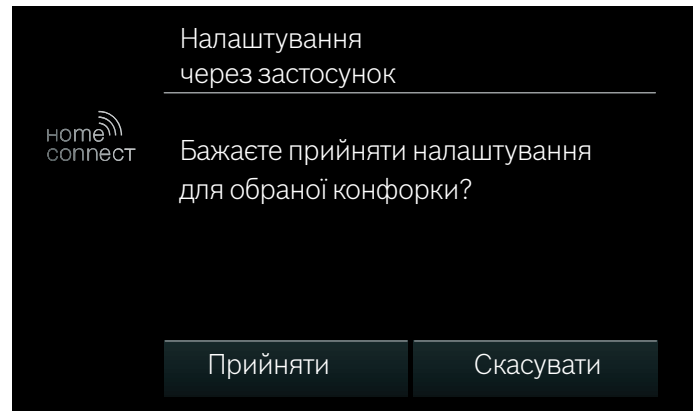 Налаштування
через застосунок
Home
connect
Бажаєте прийняти налаштування
для обраної конфорки?
Прийняти
Скасувати